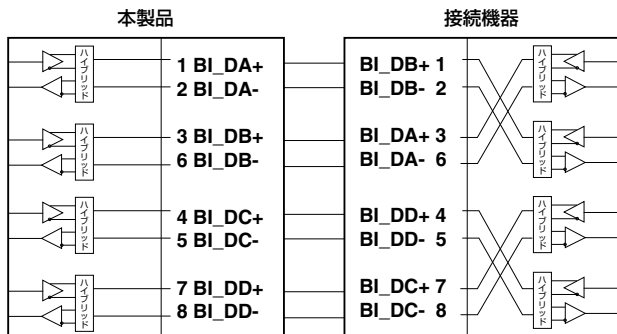 本製品
接続機器
ハイブリッド
1 BI_DA+
2 BI_DA-
BI_DB+ 1
BI_DB- 2
ハイブリッド
ハイブリッド
3 BI_DB+
6 BI_DB-
BI_DA+ 3
BI_DA- 6
ハイブリッド
ハイブリッド
4 BI_DC+
5 BI_DC-
BI_DD+ 4
BI_DD- 5
ハイブリッド
ハイブリッド
7 BI_DD+
8 BI_DD-
BI_DC+ 7
BI_DC- 8
ハイブリッド